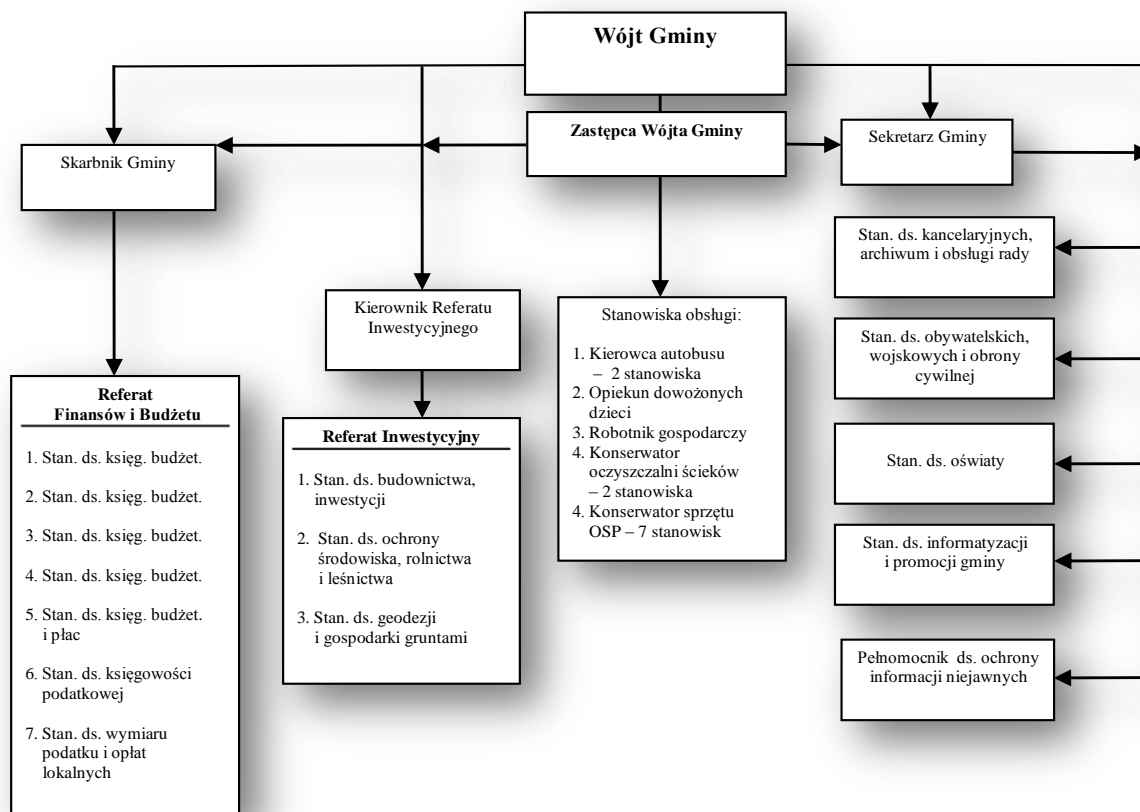 Wójt Gminy
Zastępca Wójta Gminy
Skarbnik Gminy
Sekretarz Gminy
Kierownik Referatu
Inwestycyjnego
Referat
Finansów i Budżetu
1. Stan. ds. księg. budżet.
2. Stan. ds. księg. budżet.
3. Stan. ds. księg. budżet.
4. Stan. ds. księg. budżet.
5. Stan. ds. księg. budżet.
i płac
6. Stan. ds. księgowości
podatkowej
7. Stan. ds. wymiaru
podatku i opłat
lokalnych
Referat Inwestycyjny
1. Stan. ds. budownictwa,
inwestycji
2. Stan. ds. ochrony
środowiska, rolnictwa
i leśnictwa
3. Stan. ds. geodezji
i gospodarki gruntami
Stanowiska obsługi:
1. Kierowca autobusu
– 2 stanowiska
2. Opiekun dowożonych
dzieci
3. Robotnik gospodarczy
4. Konserwator
oczyszczalni ścieków
– 2 stanowiska
4. Konserwator sprzętu
OSP – 7 stanowisk
Stan. ds. kancelaryjnych,
archiwum i obsługi rady
Stan. ds. obywatelskich,
wojskowych i obrony
cywilnej
Stan. ds. oświaty
Stan. ds. informatyzacji
i promocji gminy
Pełnomocnik ds. ochrony
informacji niejawnych